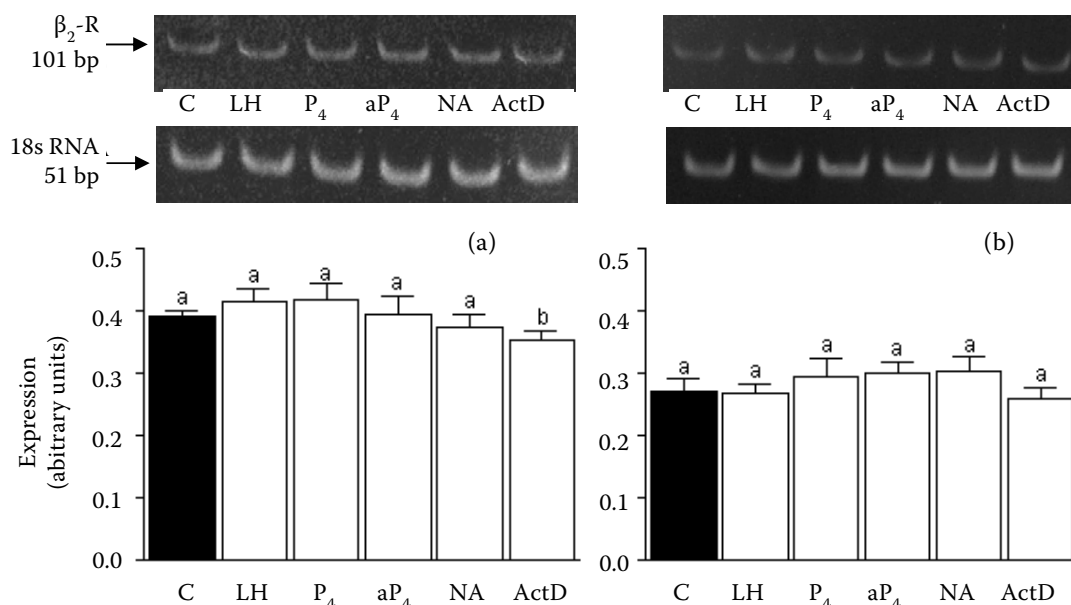 β₂-R
101 bp
C LH P₄ aP₄ NA ActD
C LH P₄ aP₄ NA ActD
18s RNA
51 bp
(a)
(b)
Expression
(abitrary units)
0.5
0.4
0.3
0.2
0.1
0.0
a a a a a b
C LH P₄ aP₄ NA ActD
0.5
0.4
0.3
0.2
0.1
0.0
a a a a a a
C LH P₄ aP₄ NA ActD